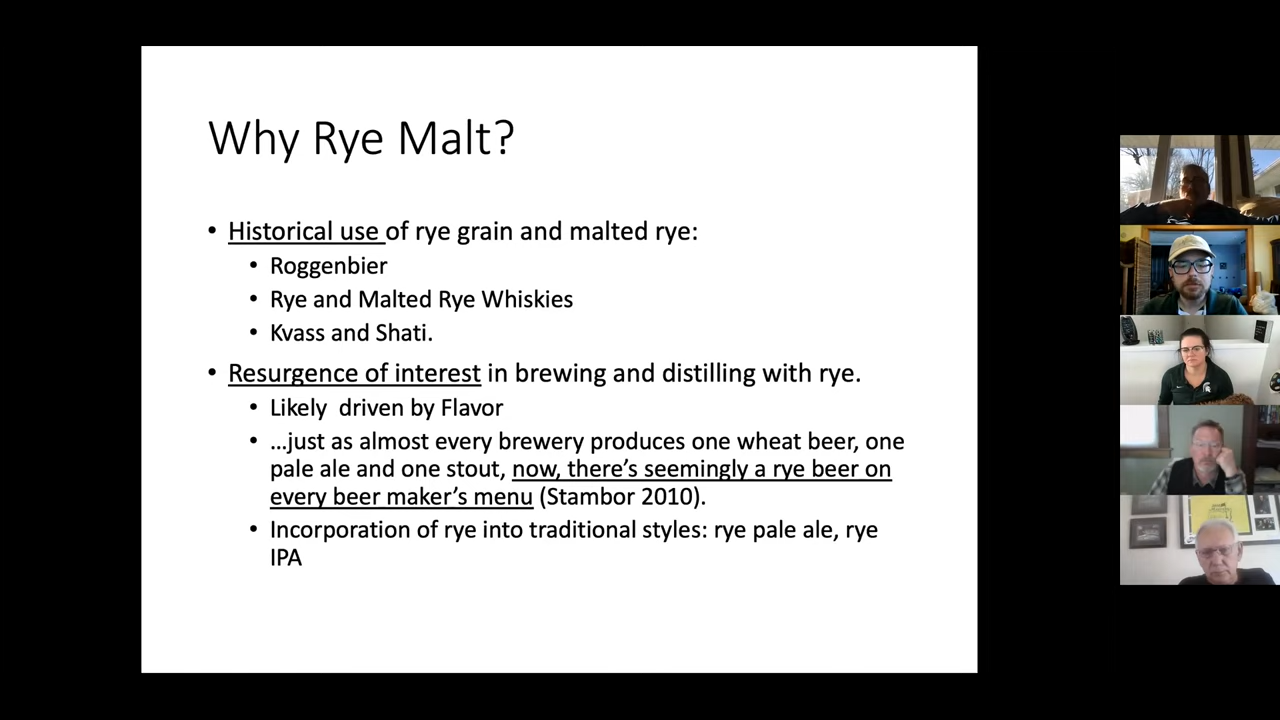 Why Rye Malt?
• Historical use of rye grain and malted rye:
• Roggenbier
• Rye and Malted Rye Whiskies
• Kvass and Shati.
• Resurgence of interest in brewing and distilling with rye.
• Likely  driven by Flavor
• …just as almost every brewery produces one wheat beer, one
pale ale and one stout, now, there’s seemingly a rye beer on
every beer maker’s menu (Stambor 2010).
• Incorporation of rye into traditional styles: rye pale ale, rye
IPA